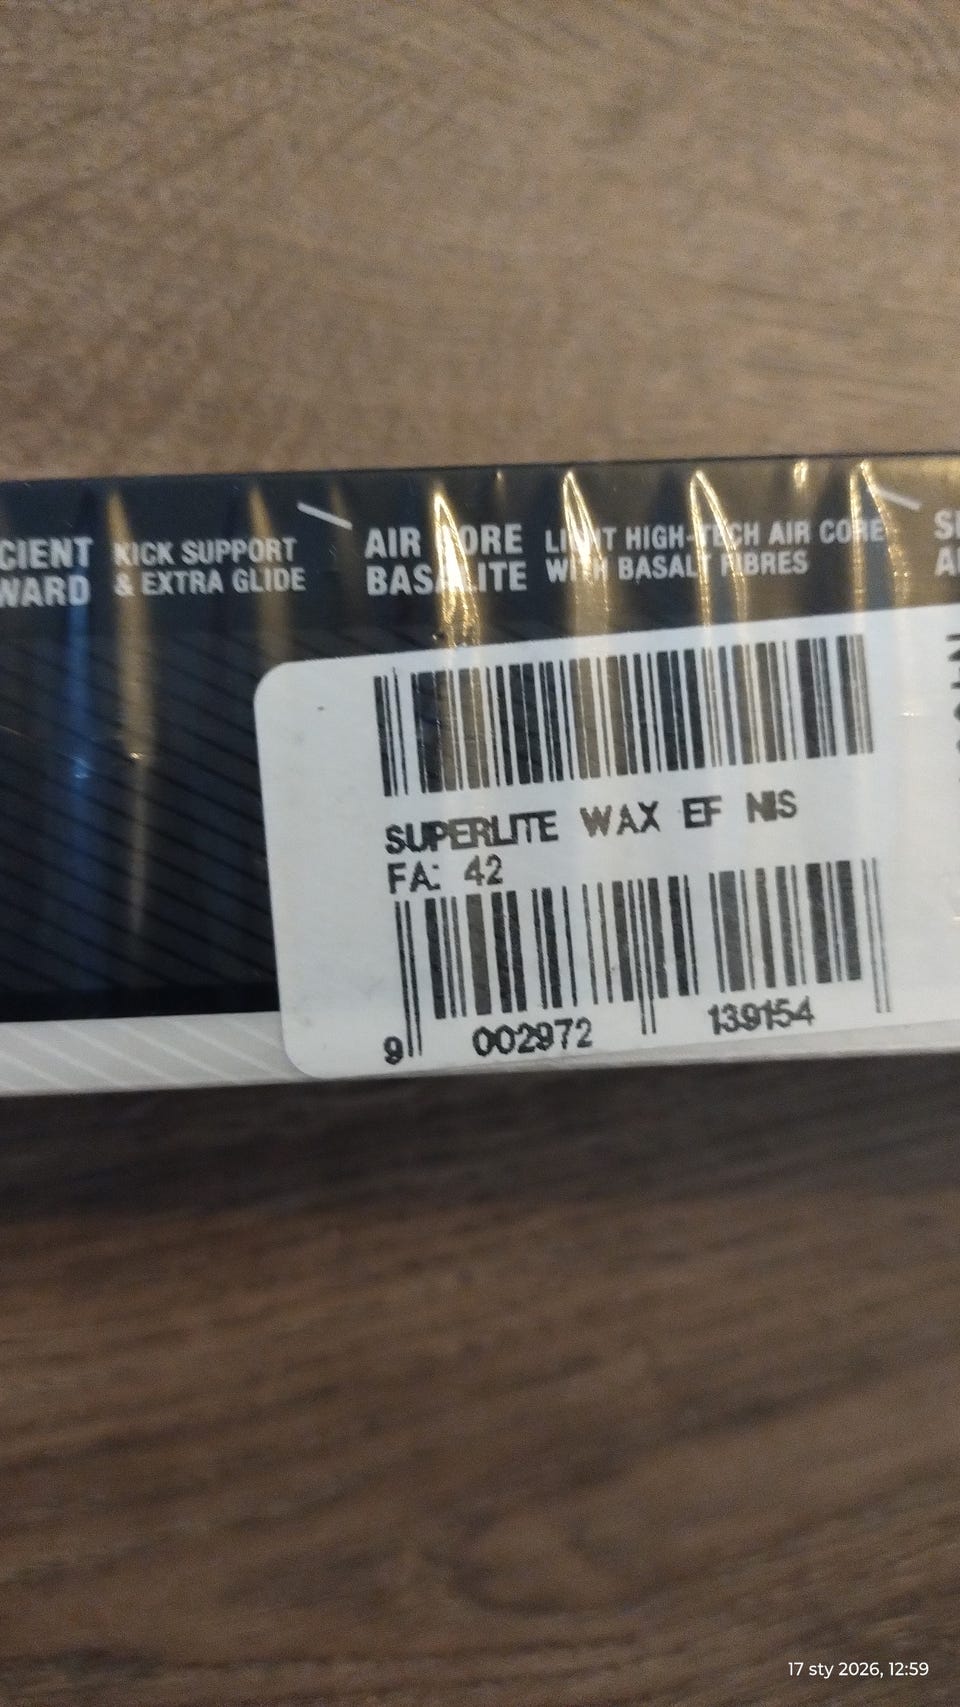 CIENT
WARD
KICK SUPPORT
& EXTRA GLIDE
AIR CORE
BASALITE
LIGHT HIGH-TECH AIR CORE
WITH BASALT FIBRES
SUPERLITE WAX EF NIS
FA: 42
9 002972 139154
17 sty 2026, 12:59